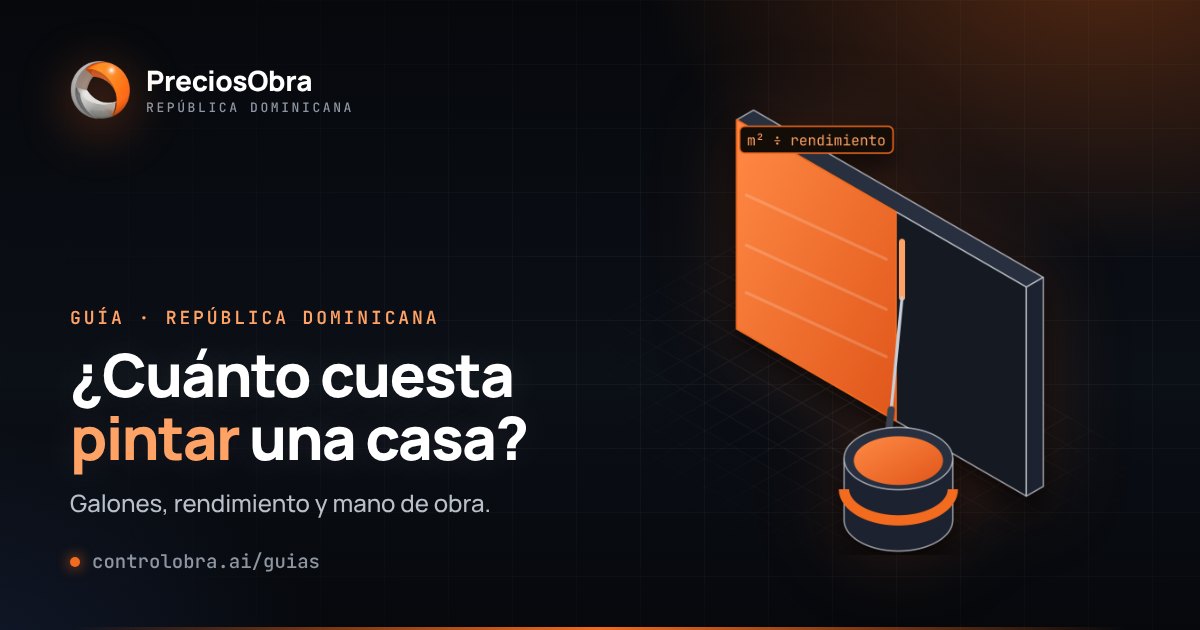 PreciosObra
REPÚBLICA DOMINICANA
m² ÷ rendimiento
GUÍA · REPÚBLICA DOMINICANA
¿Cuánto cuesta
pintar una casa?
Galones, rendimiento y mano de obra.
controlobra.ai/guias